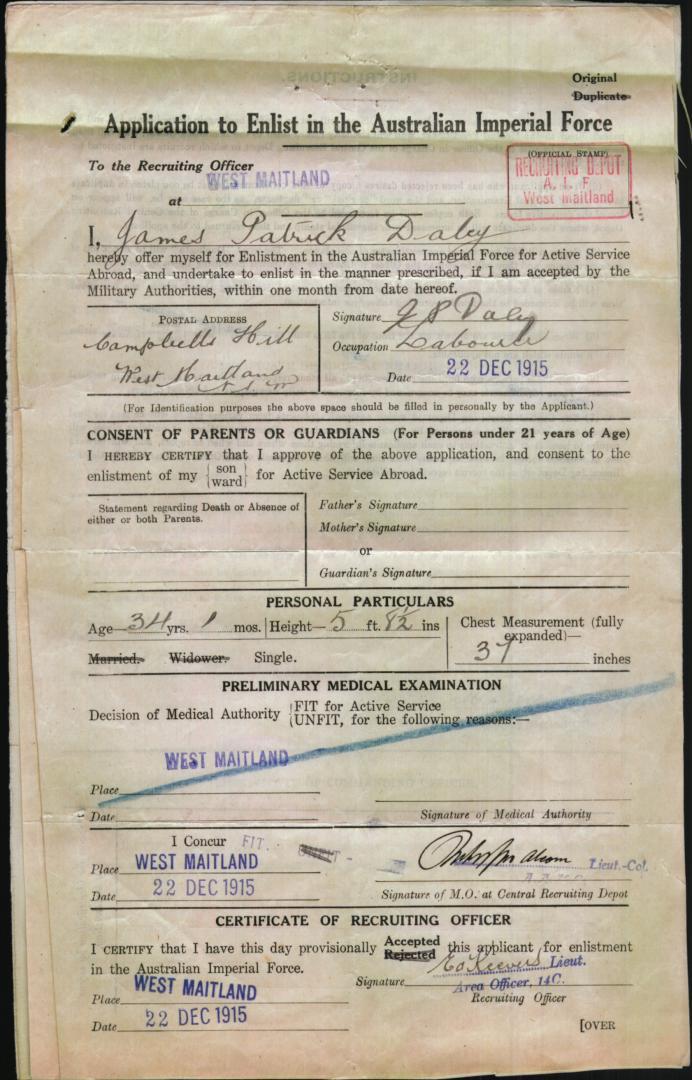 Original
Duplicate
Application to Enlist in the Australian Imperial Force
(OFFICIAL STAMP)
RECRUITING DEPOT
A. I. F
West Maitland
To the Recruiting Officer
WEST MAITLAND
at
I, James Patrick Daley
hereby offer myself for Enlistment in the Australian Imperial Force for Active Service
Abroad, and undertake to enlist in the manner prescribed, if I am accepted by the
Military Authorities, within one month from date hereof.
POSTAL ADDRESS
Campbells Hill
West Maitland
N.S.W
Signature J P Daley
Occupation Labourer
Date 22 DEC 1915
(For Identification purposes the above space should be filled in personally by the Applicant.)
CONSENT OF PARENTS OR GUARDIANS (For Persons under 21 years of Age)
I HEREBY CERTIFY that I approve of the above application, and consent to the
enlistment of my { son ward } for Active Service Abroad.
Statement regarding Death or Absence of
either or both Parents.
Father's Signature
Mother's Signature
or
Guardian's Signature
PERSONAL PARTICULARS
Age 34 yrs. 1 mos. Height— 5 ft. 8½ ins
Chest Measurement (fully
expanded)—
37 inches
Married. Widower. Single.
PRELIMINARY MEDICAL EXAMINATION
Decision of Medical Authority { FIT for Active Service
UNFIT, for the following reasons:—
WEST MAITLAND
Place
Date
Signature of Medical Authority
I Concur FIT.
Place WEST MAITLAND
Date 22 DEC 1915
Lieut.-Col.
Signature of M.O. at Central Recruiting Depot
CERTIFICATE OF RECRUITING OFFICER
I CERTIFY that I have this day provisionally Accepted Rejected this applicant for enlistment
in the Australian Imperial Force.
Signature Lieut.
Area Officer, 14C.
Recruiting Officer
Place WEST MAITLAND
Date 22 DEC 1915
[OVER